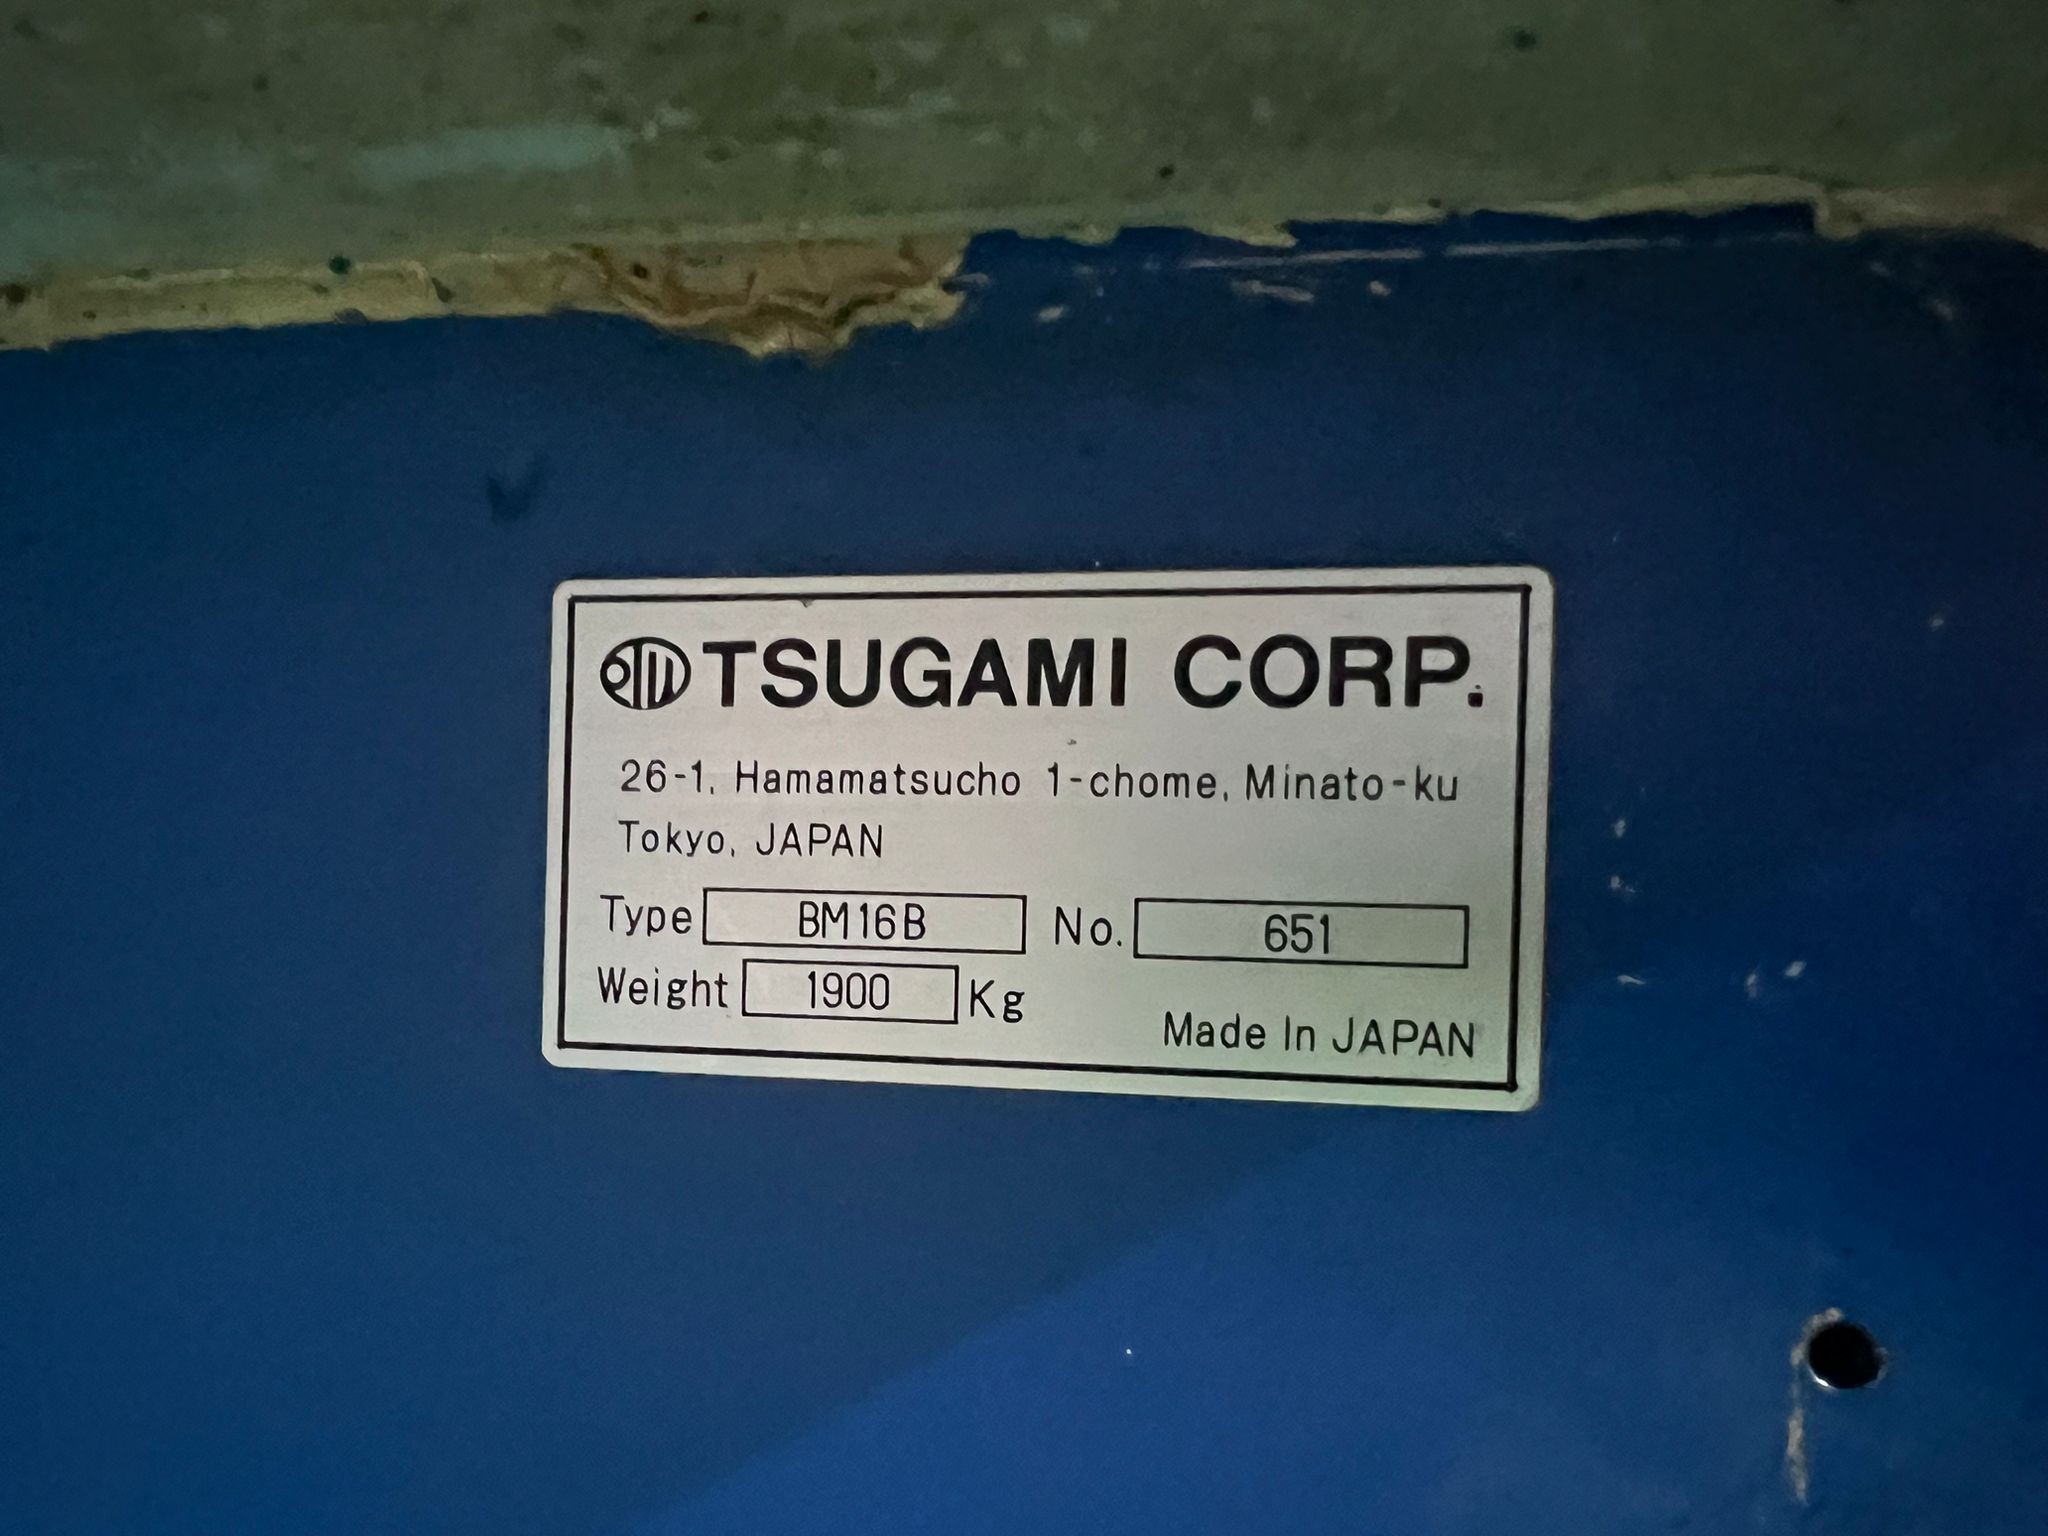 TSUGAMI CORP.
26-1, Hamamatsucho 1-chome, Minato-ku
Tokyo, JAPAN
Type BM16B No. 651
Weight 1900 Kg
Made In JAPAN